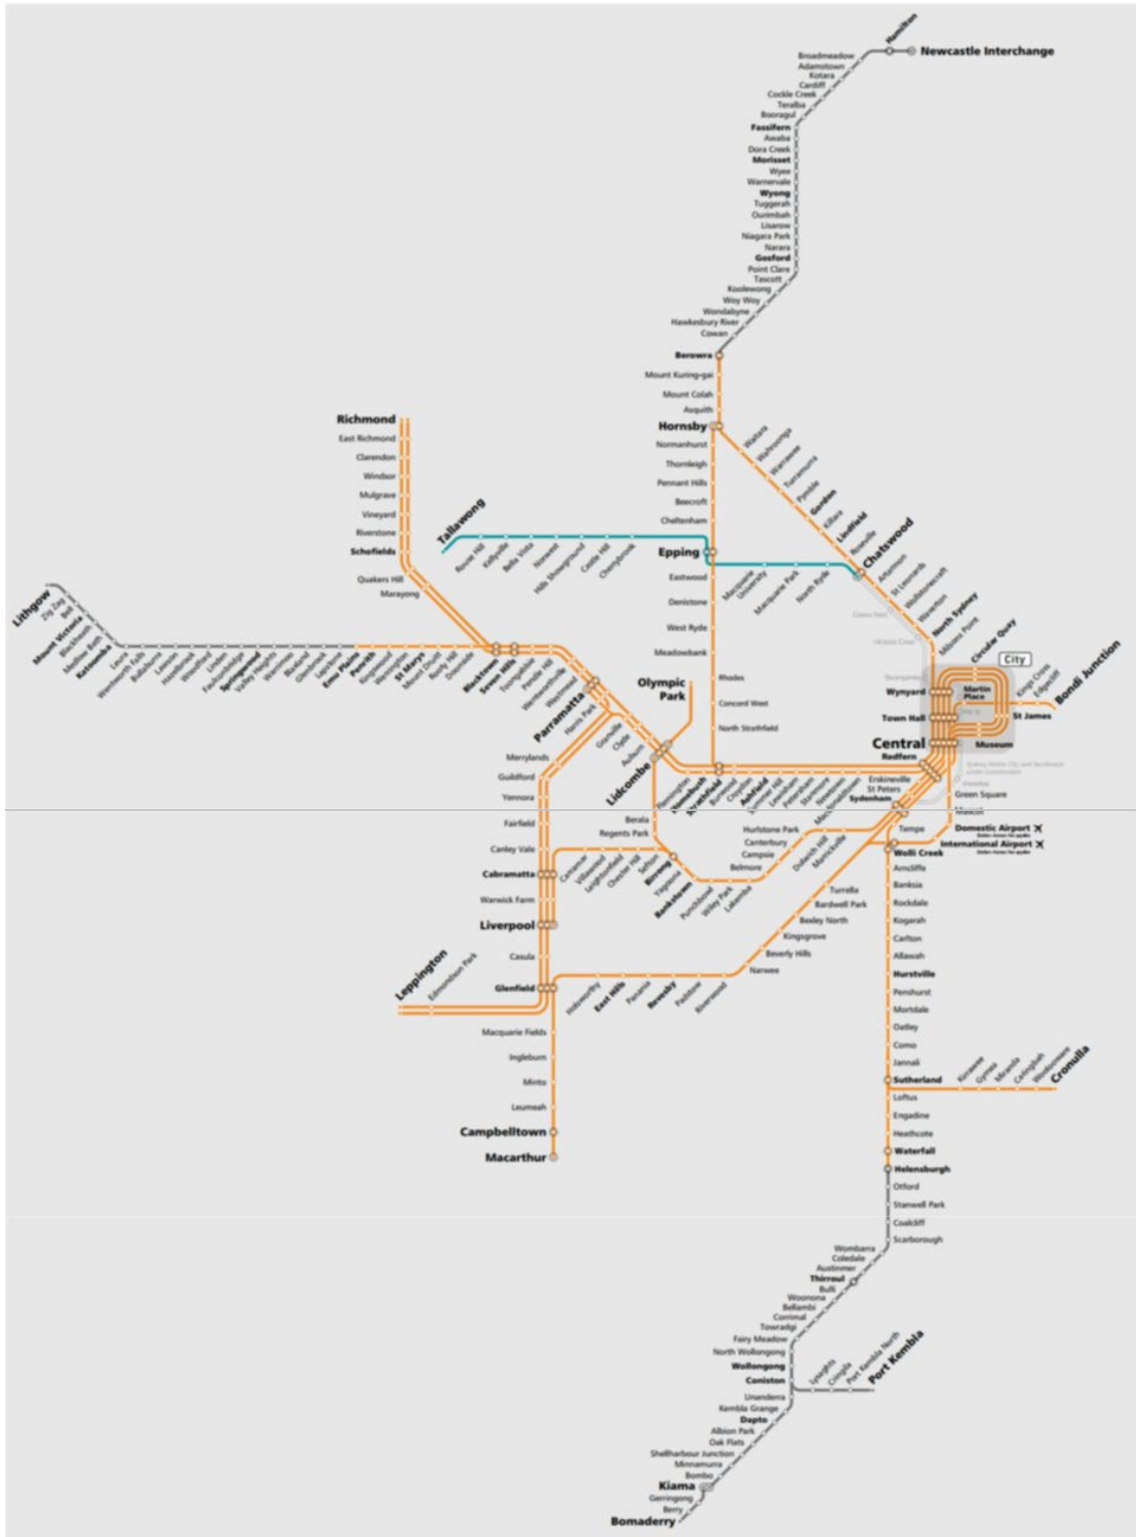 Hamilton
Newcastle Interchange
Broadmeadow
Adamstown
Kotara
Cardiff
Cockle Creek
Teralba
Booragul
Fassifern
Awaba
Dora Creek
Morisset
Wyee
Warnervale
Wyong
Tuggerah
Ourimbah
Lisarow
Niagara Park
Narara
Gosford
Point Clare
Tascott
Koolewong
Woy Woy
Wondabyne
Hawkesbury River
Cowan
Berowra
Mount Kuring-gai
Mount Colah
Asquith
Hornsby
Normanhurst
Thornleigh
Pennant Hills
Beecroft
Cheltenham
Epping
Eastwood
Denistone
West Ryde
Meadowbank
Rhodes
Concord West
North Strathfield
Waitara
Wahroonga
Warrawee
Turramurra
Pymble
Gordon
Killara
Lindfield
Roseville
Chatswood
Artarmon
St Leonards
Wollstonecraft
Waverton
North Sydney
Milsons Point
Circular Quay
City
Richmond
East Richmond
Clarendon
Windsor
Mulgrave
Vineyard
Riverstone
Schofields
Quakers Hill
Marayong
Tallawong
Rouse Hill
Kellyville
Bella Vista
Norwest
Hills Showground
Castle Hill
Cherrybrook
Macquarie
University
Macquarie Park
North Ryde
Crows Nest
Victoria Cross
Barangaroo
Lithgow
Zig Zag
Bell
Mount Victoria
Blackheath
Medlow Bath
Katoomba
Leura
Wentworth Falls
Bullaburra
Lawson
Hazelbrook
Woodford
Linden
Faulconbridge
Springwood
Valley Heights
Warrimoo
Blaxland
Glenbrook
Lapstone
Emu Plains
Penrith
Kingswood
Werrington
St Marys
Mount Druitt
Rooty Hill
Doonside
Blacktown
Seven Hills
Toongabbie
Pendle Hill
Wentworthville
Westmead
Parramatta
Harris Park
Granville
Clyde
Auburn
Lidcombe
Olympic
Park
Flemington
Homebush
Strathfield
Burwood
Croydon
Ashfield
Summer Hill
Lewisham
Petersham
Stanmore
Newtown
Macdonaldtown
Redfern
Central
Town Hall
Wynyard
Martin
Place
St James
Museum
Kings Cross
Edgecliff
Bondi Junction
Sydney Metro City and Southwest
under construction
Waterloo
Erskineville
St Peters
Sydenham
Green Square
Mascot
Domestic Airport
International Airport
Tempe
Wolli Creek
Merrylands
Guildford
Yennora
Fairfield
Canley Vale
Cabramatta
Warwick Farm
Liverpool
Casula
Glenfield
Leppington
Edmondson Park
Macquarie Fields
Ingleburn
Minto
Leumeah
Campbelltown
Macarthur
Berala
Regents Park
Carramar
Villawood
Leightonfield
Chester Hill
Sefton
Birrong
Yagoona
Bankstown
Punchbowl
Wiley Park
Lakemba
Belmore
Campsie
Canterbury
Hurlstone Park
Dulwich Hill
Marrickville
Holsworthy
East Hills
Panania
Revesby
Padstow
Riverwood
Narwee
Beverly Hills
Kingsgrove
Bexley North
Bardwell Park
Turrella
Arncliffe
Banksia
Rockdale
Kogarah
Carlton
Allawah
Hurstville
Penshurst
Mortdale
Oatley
Como
Jannali
Sutherland
Kirrawee
Gymea
Miranda
Caringbah
Woolooware
Cronulla
Loftus
Engadine
Heathcote
Waterfall
Helensburgh
Otford
Stanwell Park
Coalcliff
Scarborough
Wombarra
Coledale
Austinmer
Thirroul
Bulli
Woonona
Bellambi
Corrimal
Towradgi
Fairy Meadow
North Wollongong
Wollongong
Coniston
Lysaghts
Cringila
Port Kembla North
Port Kembla
Unanderra
Kembla Grange
Dapto
Albion Park
Oak Flats
Shellharbour Junction
Minnamurra
Bombo
Kiama
Gerringong
Berry
Bomaderry